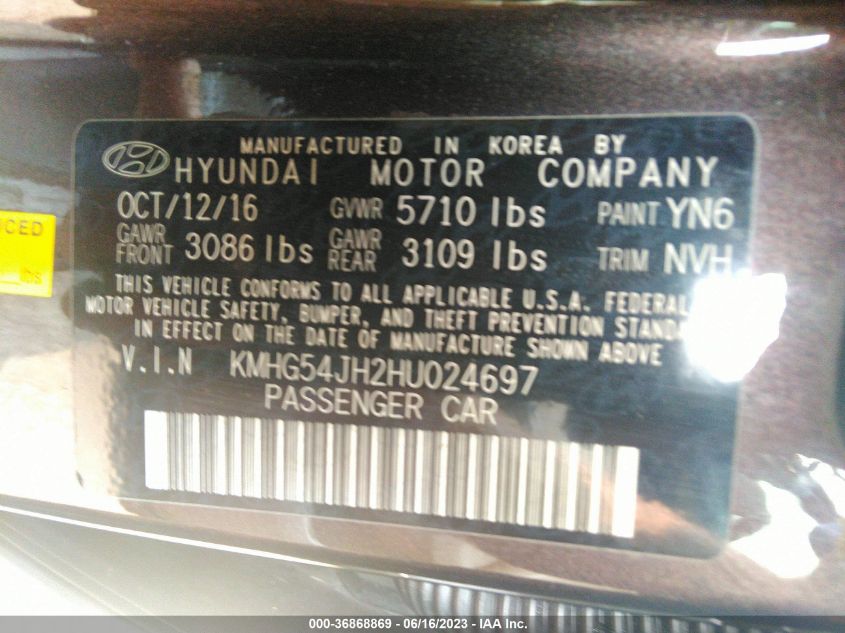 MANUFACTURED IN KOREA BY
HYUNDAI MOTOR COMPANY
OCT/12/16 GVWR 5710 lbs PAINT YN6
GAWR FRONT 3086 lbs GAWR REAR 3109 lbs TRIM NVH
THIS VEHICLE CONFORMS TO ALL APPLICABLE U.S.A. FEDERAL
MOTOR VEHICLE SAFETY, BUMPER, AND THEFT PREVENTION STANDA
IN EFFECT ON THE DATE OF MANUFACTURE SHOWN ABOVE
V.I.N KMHG54JH2HU024697
PASSENGER CAR
000-36868869 - 06/16/2023 - IAA Inc.